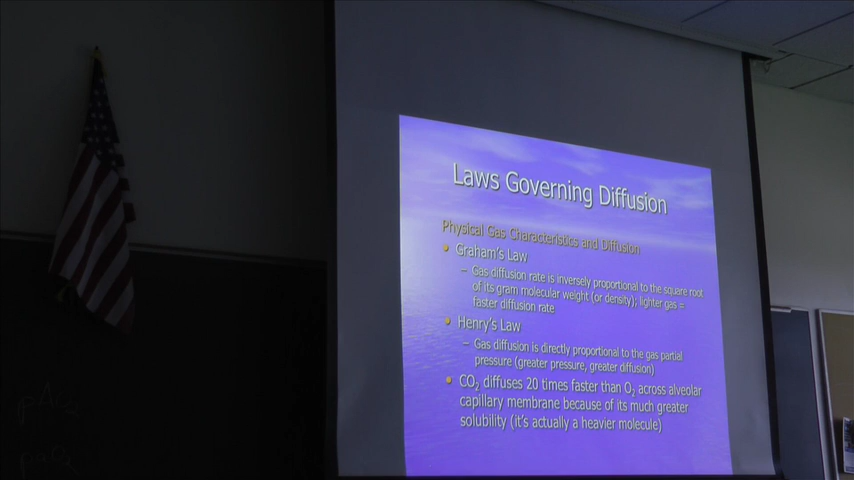 Laws Governing Diffusion
Physical Gas Characteristics and Diffusion
• Graham's Law
– Gas diffusion rate is inversely proportional to the square root
of its gram molecular weight (or density); lighter gas =
faster diffusion rate
• Henry's Law
– Gas diffusion is directly proportional to the gas partial
pressure (greater pressure, greater diffusion)
• CO₂ diffuses 20 times faster than O₂ across alveolar
capillary membrane because of its much greater
solubility (it's actually a heavier molecule)